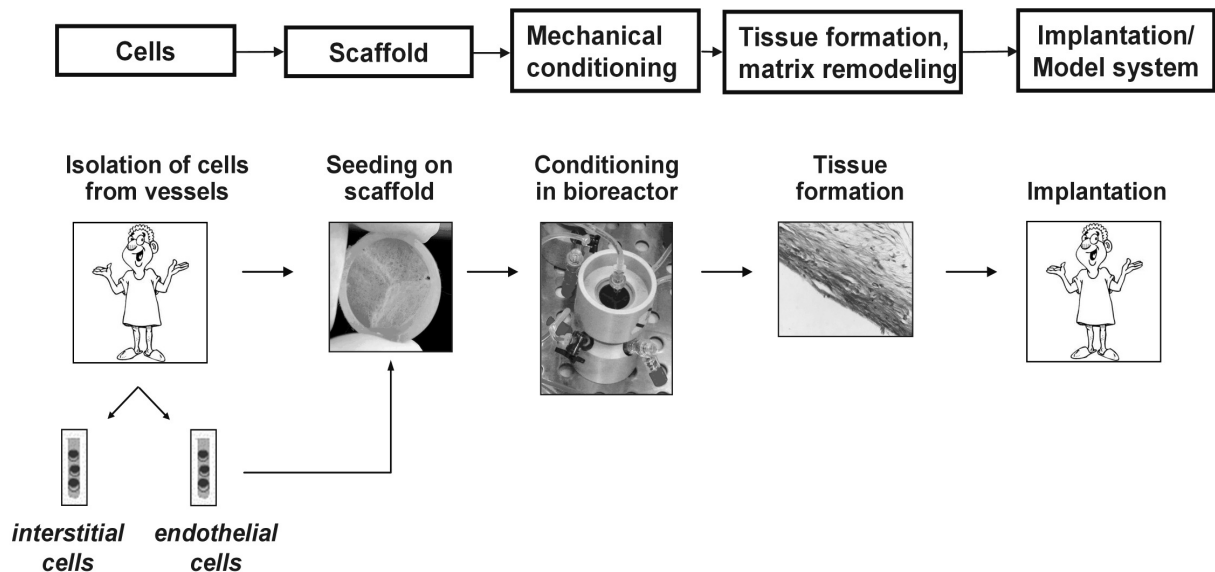 Cells
Scaffold
Mechanical
conditioning
Tissue formation,
matrix remodeling
Implantation/
Model system
Isolation of cells
from vessels
Seeding on
scaffold
Conditioning
in bioreactor
Tissue
formation
Implantation
interstitial
cells
endothelial
cells